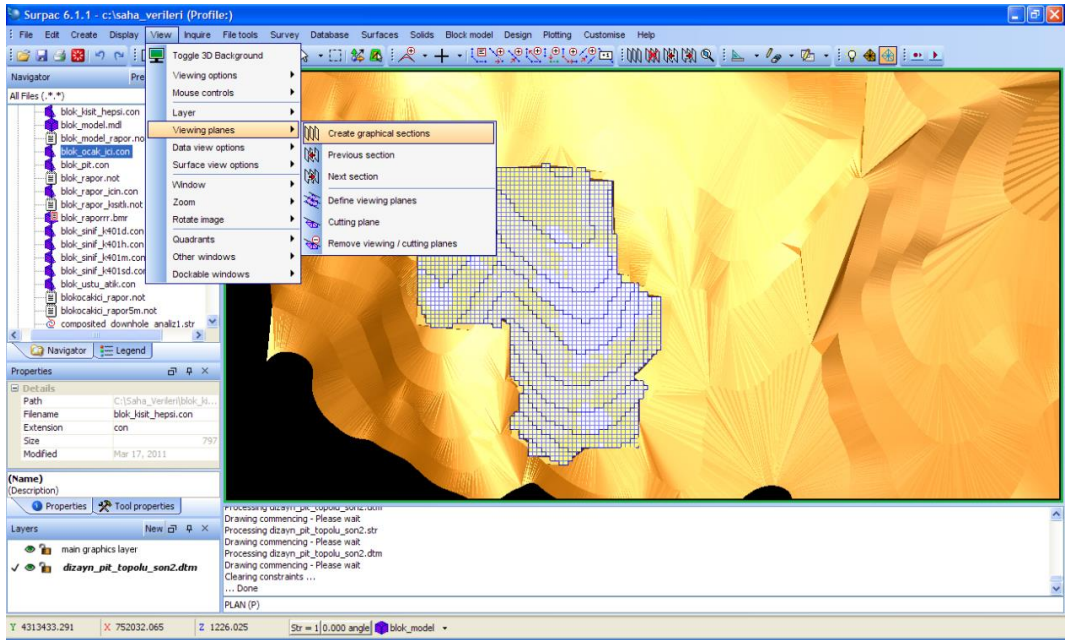 Surpac 6.1.1 - c:\saha_verileri (Profile:)
File Edit Create Display View Inquire File tools Survey Database Surfaces Solids Block model Design Plotting Customise Help
Navigator Pre
All Files (.*,*)
blok_kisit_hepsi.con
blok_model.mdl
blok_model_rapor.no
blok_ocak_ici.con
blok_pit.con
blok_rapor.not
blok_rapor_icin.con
blok_rapor_kisitli.not
blok_raporrr.bmr
blok_sinif_k401d.con
blok_sinif_k401h.con
blok_sinif_k401m.con
blok_sinif_k401sd.con
blok_ustu_atik.con
blokocakici_rapor.not
blokocakici_rapor5m.not
composited_downhole_analiz1.str
Navigator Legend
Toggle 3D Background
Viewing options
Mouse controls
Layer
Viewing planes
Data view options
Surface view options
Window
Zoom
Rotate image
Quadrants
Other windows
Dockable windows
Create graphical sections
Previous section
Next section
Define viewing planes
Cutting plane
Remove viewing / cutting planes
Properties
Details
Path C:\Saha_Verileri\blok_ki...
Filename blok_kisit_hepsi.con
Extension con
Size 797
Modified Mar 17, 2011
(Name)
(Description)
Properties Tool properties
Layers New
main graphics layer
dizayn_pit_topolu_son2.dtm
Processing dizayn_pit_topolu_son2.dtm
Drawing commencing - Please wait
Processing dizayn_pit_topolu_son2.str
Drawing commencing - Please wait
Processing dizayn_pit_topolu_son2.dtm
Drawing commencing - Please wait
Clearing constraints ...
... Done
PLAN (P)
Y 4313433.291 X 752032.065 Z 1226.025 Str = 1 0.000 angle blok_model